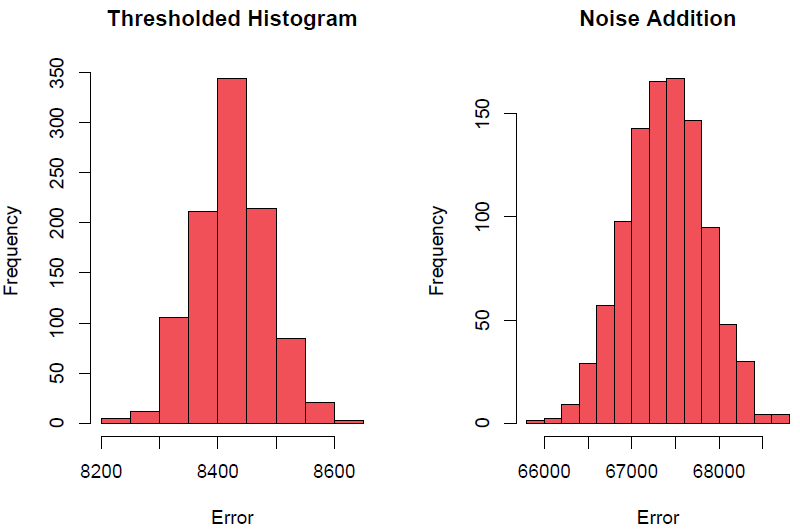 Thresholded Histogram
Frequency
0 50 100 150 200 250 300 350
8200 8400 8600
Error
Noise Addition
Frequency
0 50 100 150
66000 67000 68000
Error